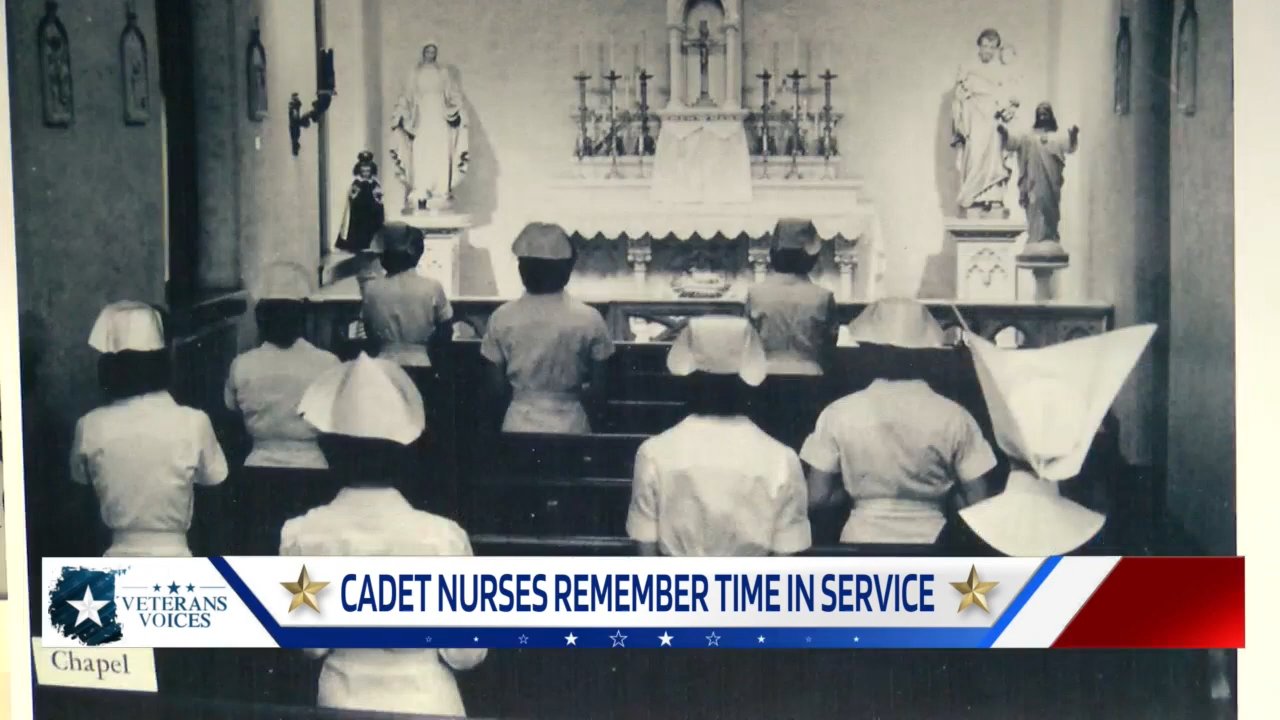 VETERANS
VOICES
CADET NURSES REMEMBER TIME IN SERVICE
Chapel